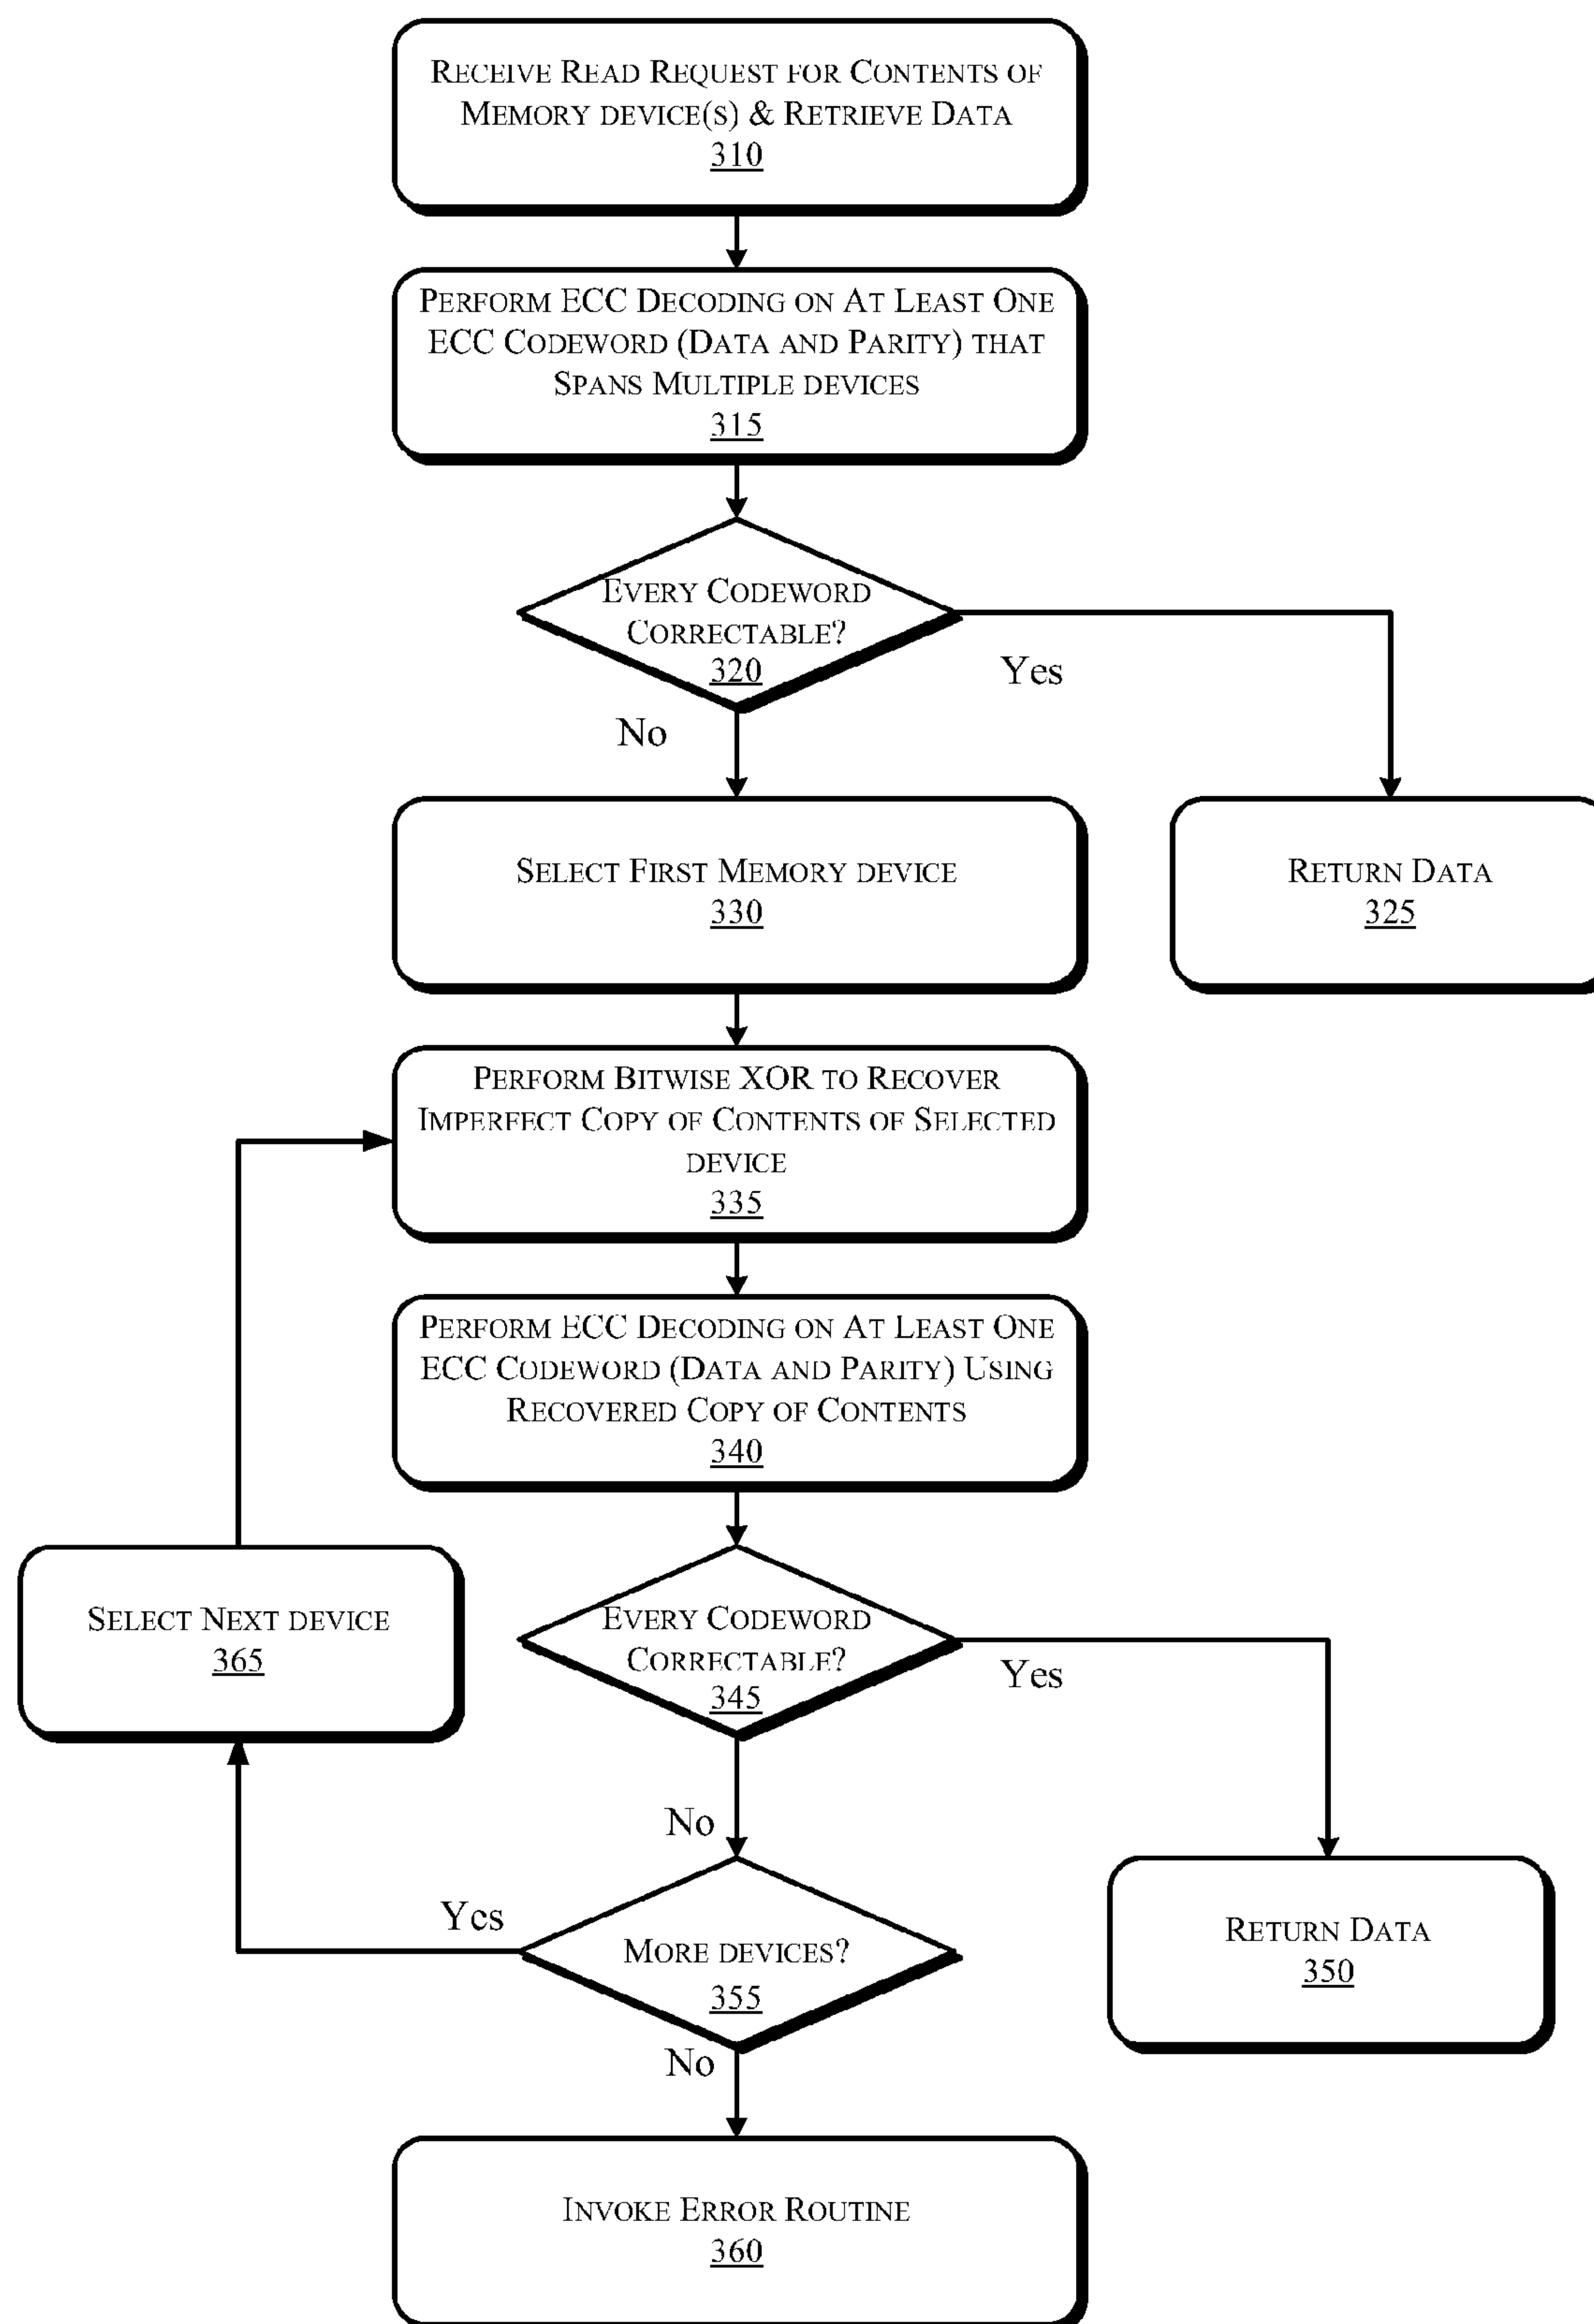 RECEIVE READ REQUEST FOR CONTENTS OF
MEMORY DEVICE(S) & RETRIEVE DATA
310
PERFORM ECC DECODING ON AT LEAST ONE
ECC CODEWORD (DATA AND PARITY) THAT
SPANS MULTIPLE DEVICES
315
EVERY CODEWORD
CORRECTABLE?
320
Yes
No
SELECT FIRST MEMORY DEVICE
330
RETURN DATA
325
PERFORM BITWISE XOR TO RECOVER
IMPERFECT COPY OF CONTENTS OF SELECTED
DEVICE
335
PERFORM ECC DECODING ON AT LEAST ONE
ECC CODEWORD (DATA AND PARITY) USING
RECOVERED COPY OF CONTENTS
340
SELECT NEXT DEVICE
365
EVERY CODEWORD
CORRECTABLE?
345
Yes
No
Yes
MORE DEVICES?
355
RETURN DATA
350
No
INVOKE ERROR ROUTINE
360